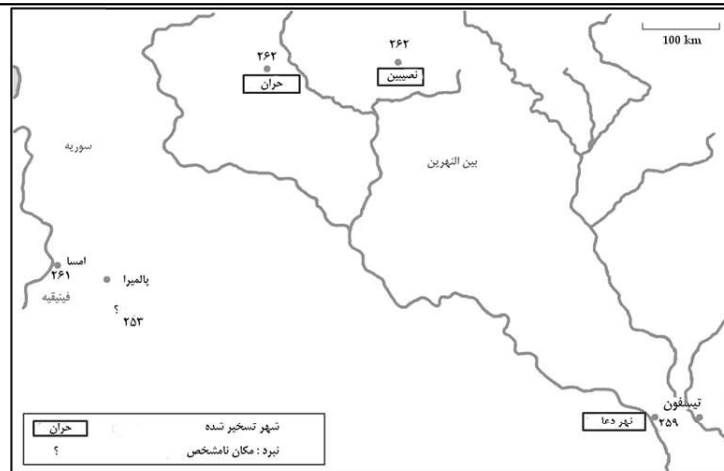 ۲۶۲
۲۶۲
100 km
حران
نصیبین
سوریه
بین النهرین
امسا
۲۶۱
پالمیرا
فینیقیه
؟
۲۵۳
تیسفون
۲۵۹
نهر دعا
شهر تسخیر شده
حران
نبرد : مکان نامشخص
؟